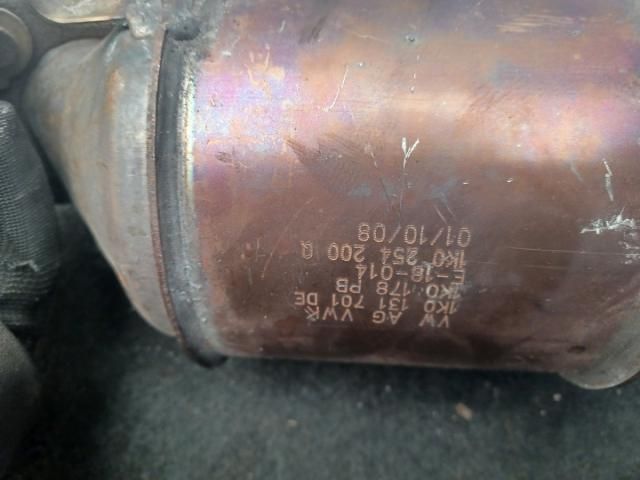 VW AG VWK
1K0 131 701 DE
1K0 178 PB
E-18-014
1K0 254 200 Q
01/10/08